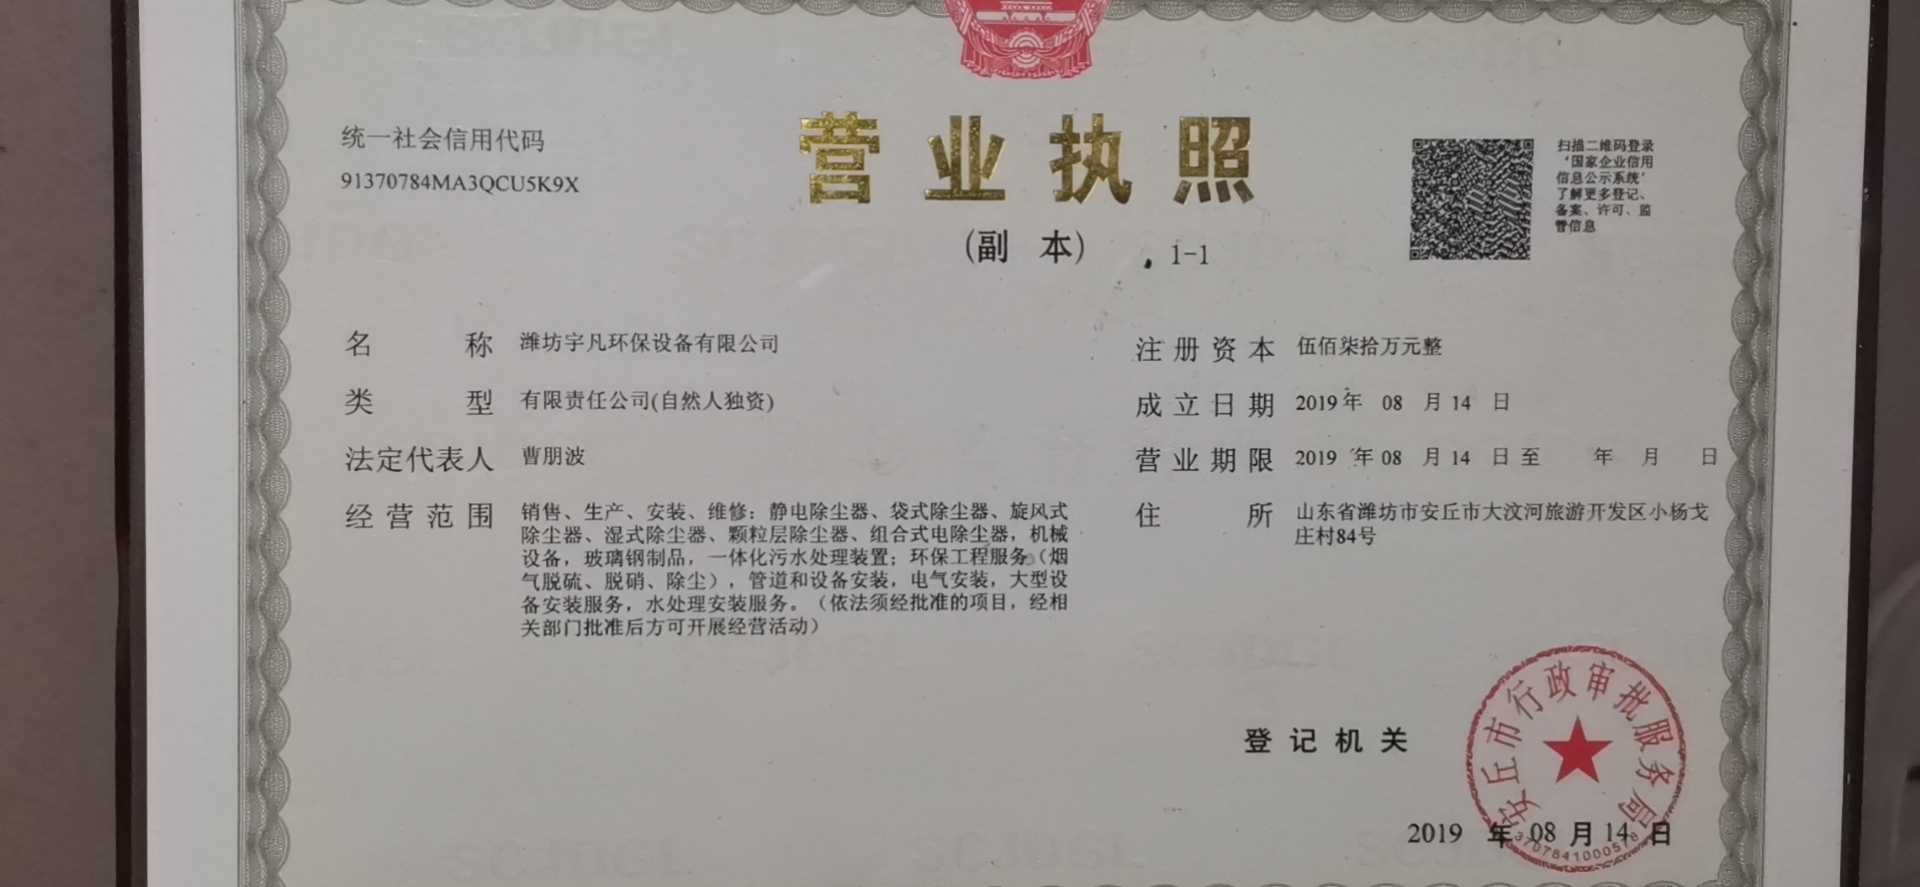 统一社会信用代码
91370784MA3QCU5K9X
营业执照
(副 本) 1-1
扫描二维码登录
‘国家企业信用
信息公示系统’
了解更多登记、
备案、许可、监
管信息
名称 潍坊宇凡环保设备有限公司
类型 有限责任公司(自然人独资)
法定代表人 曹朋波
经营范围 销售、生产、安装、维修：静电除尘器、袋式除尘器、旋风式
除尘器、湿式除尘器、颗粒层除尘器、组合式电除尘器，机械
设备，玻璃钢制品，一体化污水处理装置；环保工程服务（烟
气脱硫、脱硝、除尘），管道和设备安装，电气安装，大型设
备安装服务，水处理安装服务。（依法须经批准的项目，经相
关部门批准后方可开展经营活动）
注册资本 伍佰柒拾万元整
成立日期 2019年 08 月 14 日
营业期限 2019 年 08 月 14 日 至 年 月 日
住所 山东省潍坊市安丘市大汶河旅游开发区小杨戈
庄村84号
登记机关
安丘市行政审批服务局
2019 年 08 月 14 日
SCJDGL